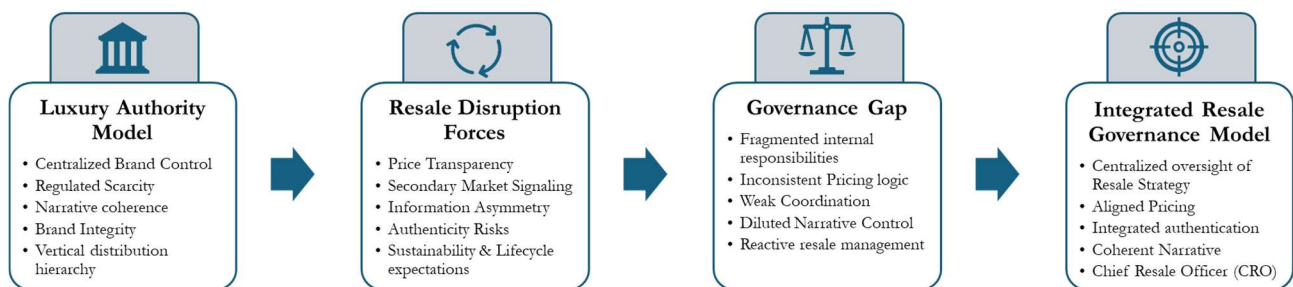 Luxury Authority
Model
• Centralized Brand Control
• Regulated Scarcity
• Narrative coherence
• Brand Integrity
• Vertical distribution
hierarchy
Resale Disruption
Forces
• Price Transparency
• Secondary Market Signaling
• Information Asymmetry
• Authenticity Risks
• Sustainability & Lifecycle
expectations
Governance Gap
• Fragmented internal
responsibilities
• Inconsistent Pricing logic
• Weak Coordination
• Diluted Narrative Control
• Reactive resale management
Integrated Resale
Governance Model
• Centralized oversight of
Resale Strategy
• Aligned Pricing
• Integrated authentication
• Coherent Narrative
• Chief Resale Officer (CRO)